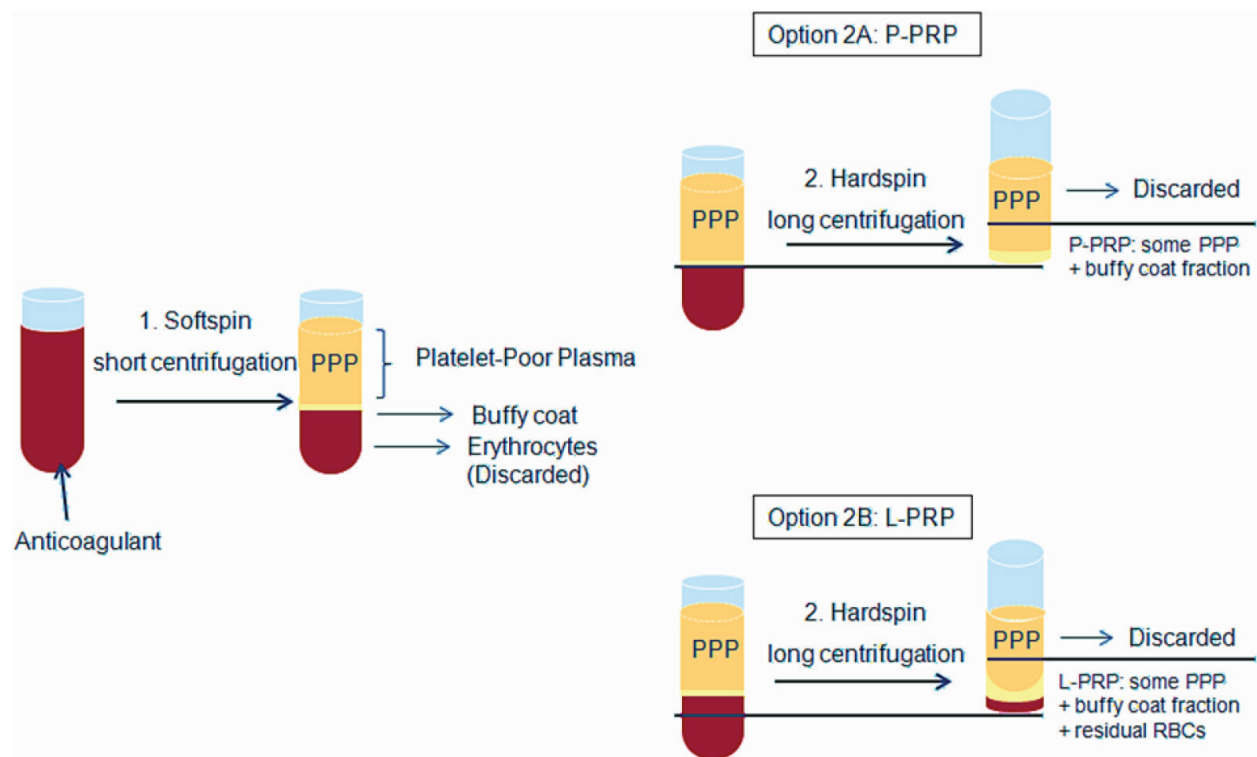 1. Softspin
short centrifugation
PPP
Platelet-Poor Plasma
Buffy coat
Erythrocytes
(Discarded)
Anticoagulant
Option 2A: P-PRP
PPP
2. Hardspin
long centrifugation
PPP
Discarded
P-PRP: some PPP
+ buffy coat fraction
Option 2B: L-PRP
PPP
2. Hardspin
long centrifugation
PPP
Discarded
L-PRP: some PPP
+ buffy coat fraction
+ residual RBCs